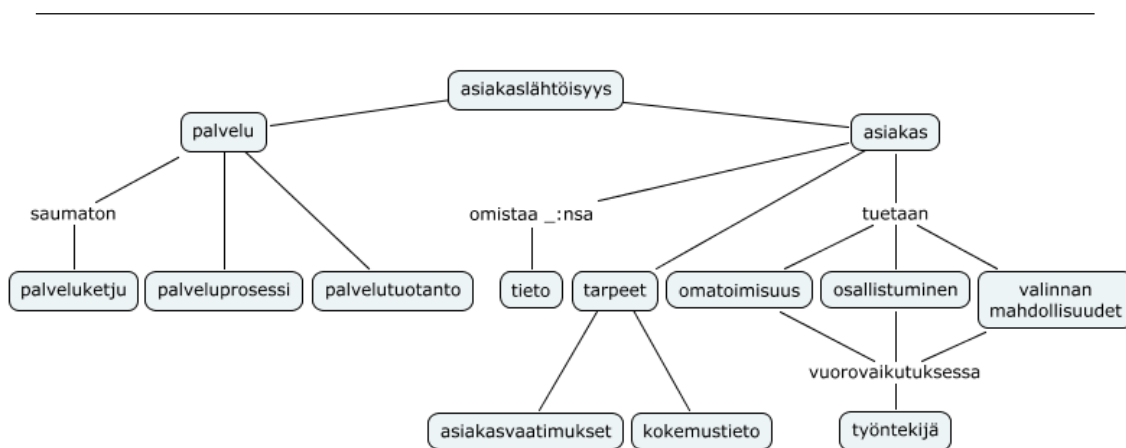 asiakaslähtöisyys
palvelu
asiakas
saumaton
omistaa _:nsa
tuetaan
palveluketju
palveluprosessi
palvelutuotanto
tieto
tarpeet
omatoimisuus
osallistuminen
valinnan
mahdollisuudet
vuorovaikutuksessa
asiakasvaatimukset
kokemustieto
työntekijä